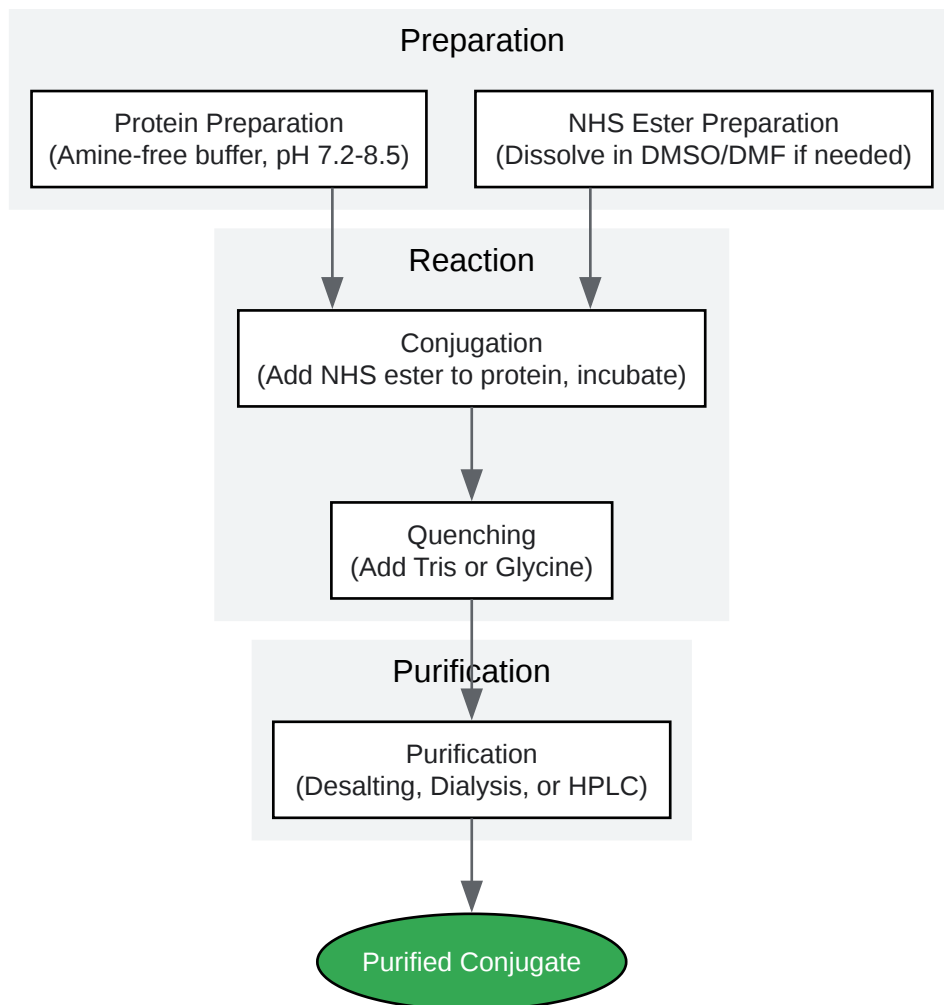 Preparation
Protein Preparation
(Amine-free buffer, pH 7.2-8.5)
NHS Ester Preparation
(Dissolve in DMSO/DMF if needed)
Reaction
Conjugation
(Add NHS ester to protein, incubate)
Quenching
(Add Tris or Glycine)
Purification
Purification
(Desalting, Dialysis, or HPLC)
Purified Conjugate